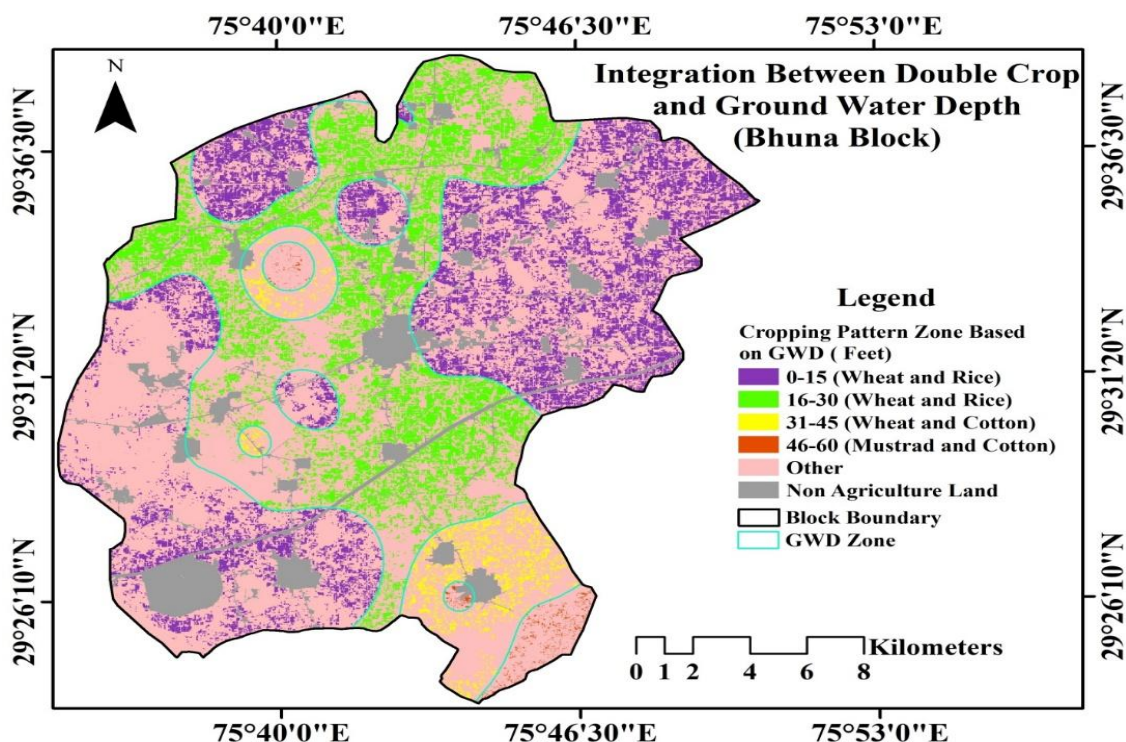 75°40'0"E 75°46'30"E 75°53'0"E
N
Integration Between Double Crop
and Ground Water Depth
(Bhuna Block)
29°36'30"N 29°31'20"N 29°26'10"N
29°36'30"N 29°31'20"N 29°26'10"N
Legend
Cropping Pattern Zone Based
on GWD ( Feet)
0-15 (Wheat and Rice)
16-30 (Wheat and Rice)
31-45 (Wheat and Cotton)
46-60 (Mustrad and Cotton)
Other
Non Agriculture Land
Block Boundary
GWD Zone
Kilometers
0 1 2 4 6 8
75°40'0"E 75°46'30"E 75°53'0"E